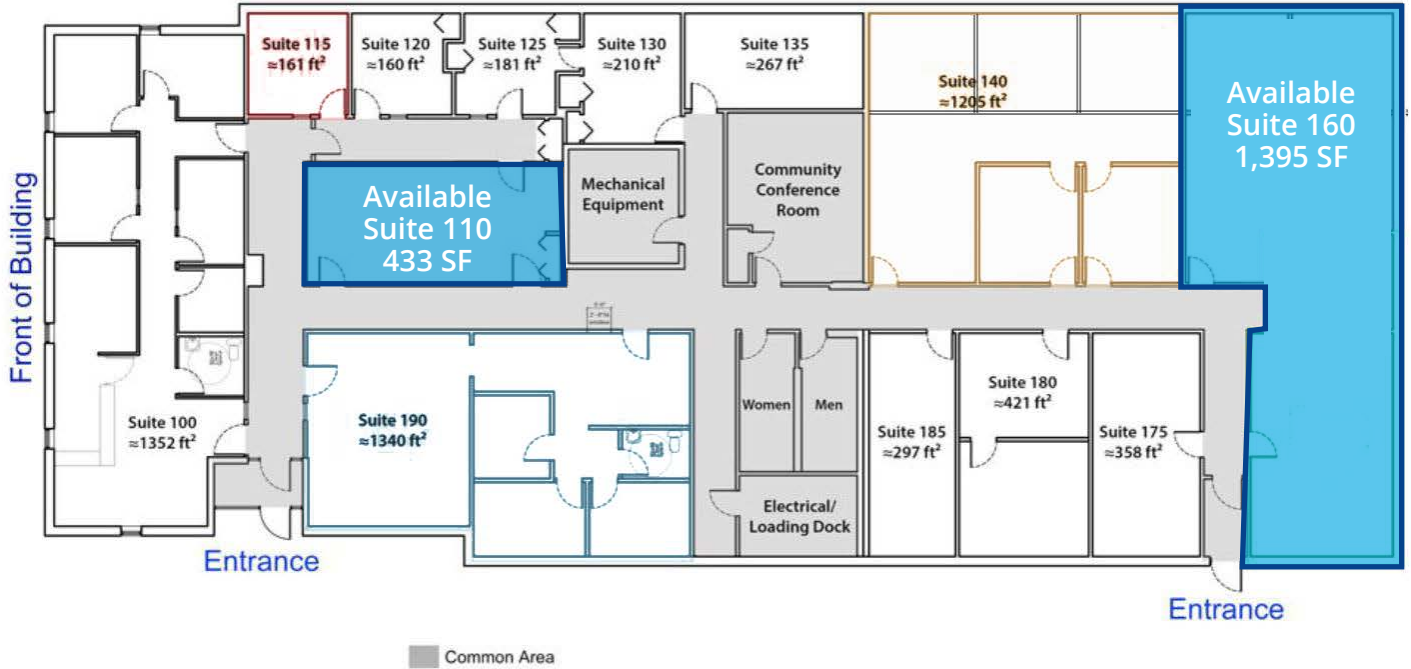 Suite 115
≈161 ft²
Suite 120
≈160 ft²
Suite 125
≈181 ft²
Suite 130
≈210 ft²
Suite 135
≈267 ft²
Suite 140
≈1205 ft²
Available
Suite 160
1,395 SF
Available
Suite 110
433 SF
Mechanical
Equipment
Community
Conference
Room
Front of Building
Suite 100
≈1352 ft²
Suite 190
≈1340 ft²
Women
Men
Suite 185
≈297 ft²
Suite 180
≈421 ft²
Suite 175
≈358 ft²
Electrical/
Loading Dock
Entrance
Entrance
Common Area